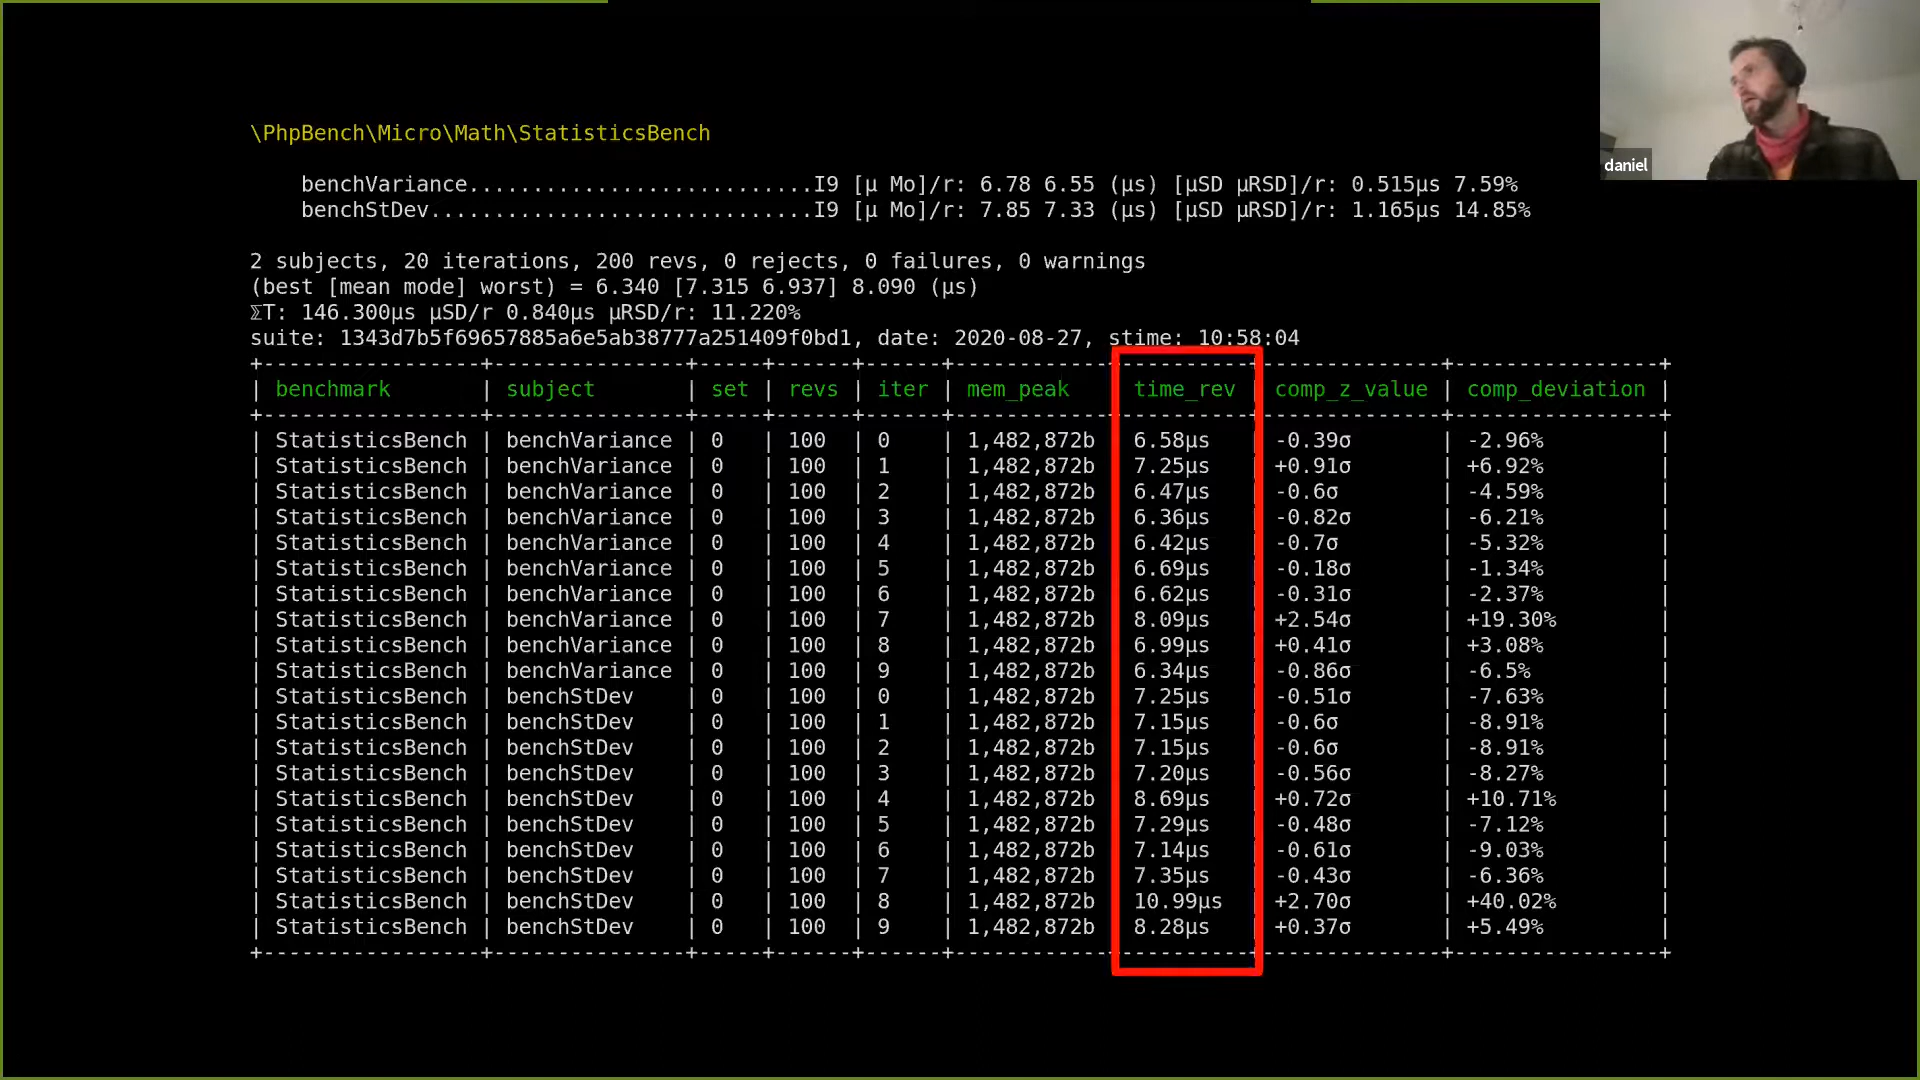 daniel
\PhpBench\Micro\Math\StatisticsBench
benchVariance...........................I9 [μ Mo]/r: 6.78 6.55 (μs) [μSD μRSD]/r: 0.515μs 7.59%
benchStDev..............................I9 [μ Mo]/r: 7.85 7.33 (μs) [μSD μRSD]/r: 1.165μs 14.85%
2 subjects, 20 iterations, 200 revs, 0 rejects, 0 failures, 0 warnings
(best [mean mode] worst) = 6.340 [7.315 6.937] 8.090 (μs)
⅀T: 146.300μs μSD/r 0.840μs μRSD/r: 11.220%
suite: 1343d7b5f69657885a6e5ab38777a251409f0bd1, date: 2020-08-27, stime: 10:58:04
| benchmark | subject | set | revs | iter | mem_peak | time_rev | comp_z_value | comp_deviation |
| StatisticsBench | benchVariance | 0 | 100 | 0 | 1,482,872b | 6.58μs | -0.39σ | -2.96% |
| StatisticsBench | benchVariance | 0 | 100 | 1 | 1,482,872b | 7.25μs | +0.91σ | +6.92% |
| StatisticsBench | benchVariance | 0 | 100 | 2 | 1,482,872b | 6.47μs | -0.6σ | -4.59% |
| StatisticsBench | benchVariance | 0 | 100 | 3 | 1,482,872b | 6.36μs | -0.82σ | -6.21% |
| StatisticsBench | benchVariance | 0 | 100 | 4 | 1,482,872b | 6.42μs | -0.7σ | -5.32% |
| StatisticsBench | benchVariance | 0 | 100 | 5 | 1,482,872b | 6.69μs | -0.18σ | -1.34% |
| StatisticsBench | benchVariance | 0 | 100 | 6 | 1,482,872b | 6.62μs | -0.31σ | -2.37% |
| StatisticsBench | benchVariance | 0 | 100 | 7 | 1,482,872b | 8.09μs | +2.54σ | +19.30% |
| StatisticsBench | benchVariance | 0 | 100 | 8 | 1,482,872b | 6.99μs | +0.41σ | +3.08% |
| StatisticsBench | benchVariance | 0 | 100 | 9 | 1,482,872b | 6.34μs | -0.86σ | -6.5% |
| StatisticsBench | benchStDev | 0 | 100 | 0 | 1,482,872b | 7.25μs | -0.51σ | -7.63% |
| StatisticsBench | benchStDev | 0 | 100 | 1 | 1,482,872b | 7.15μs | -0.6σ | -8.91% |
| StatisticsBench | benchStDev | 0 | 100 | 2 | 1,482,872b | 7.15μs | -0.6σ | -8.91% |
| StatisticsBench | benchStDev | 0 | 100 | 3 | 1,482,872b | 7.20μs | -0.56σ | -8.27% |
| StatisticsBench | benchStDev | 0 | 100 | 4 | 1,482,872b | 8.69μs | +0.72σ | +10.71% |
| StatisticsBench | benchStDev | 0 | 100 | 5 | 1,482,872b | 7.29μs | -0.48σ | -7.12% |
| StatisticsBench | benchStDev | 0 | 100 | 6 | 1,482,872b | 7.14μs | -0.61σ | -9.03% |
| StatisticsBench | benchStDev | 0 | 100 | 7 | 1,482,872b | 7.35μs | -0.43σ | -6.36% |
| StatisticsBench | benchStDev | 0 | 100 | 8 | 1,482,872b | 10.99μs | +2.70σ | +40.02% |
| StatisticsBench | benchStDev | 0 | 100 | 9 | 1,482,872b | 8.28μs | +0.37σ | +5.49% |